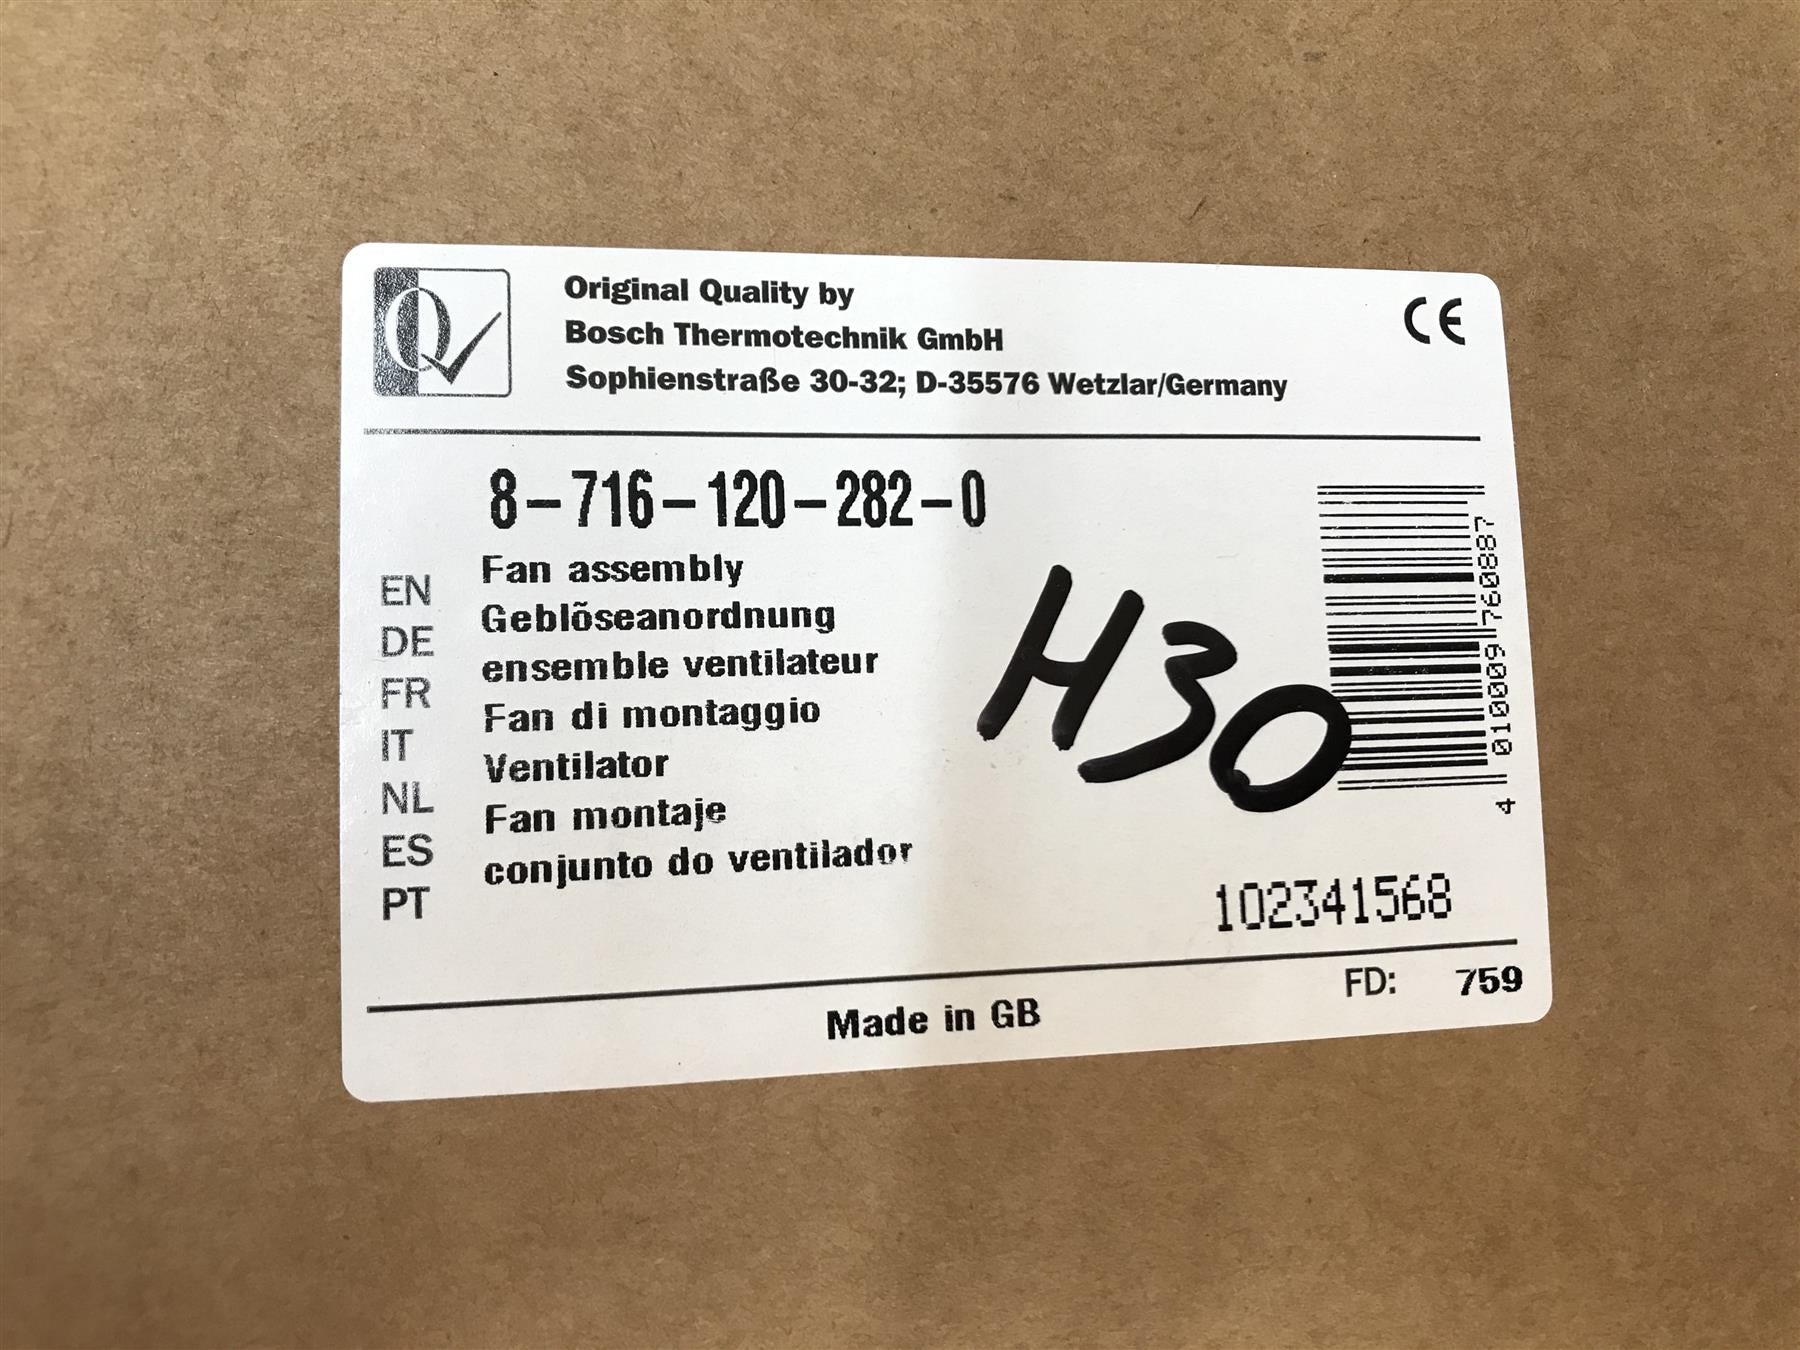 Q
Original Quality by
Bosch Thermotechnik GmbH
Sophienstraße 30-32; D-35576 Wetzlar/Germany
CE
8-716-120-282-0
EN Fan assembly
DE Geblõseanordnung
FR ensemble ventilateur
IT Fan di montaggio
NL Ventilator
ES Fan montaje
PT conjunto do ventilador
H30
4 010009 760887
102341568
FD: 759
Made in GB